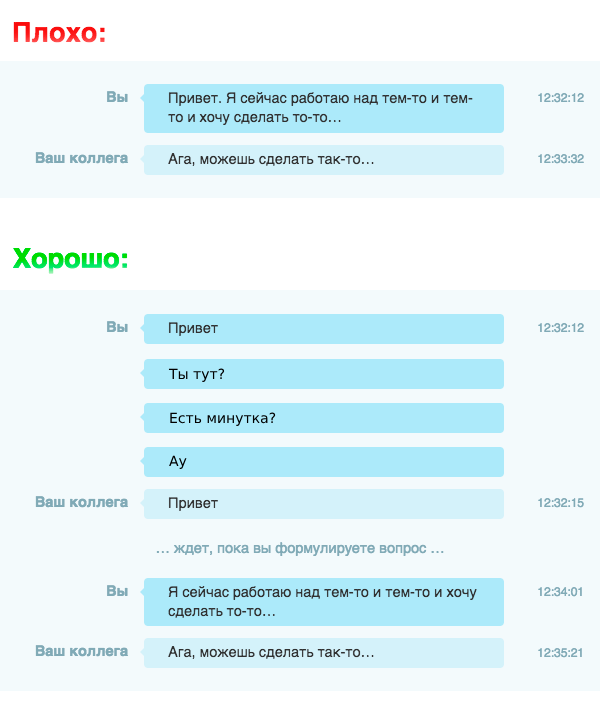 Плохо:
Вы
Привет. Я сейчас работаю над тем-то и тем-
то и хочу сделать то-то...
12:32:12
Ваш коллега
Ага, можешь сделать так-то...
12:33:32
Хорошо:
Вы
Привет
12:32:12
Ты тут?
Есть минутка?
Ау
Ваш коллега
Привет
12:32:15
... ждет, пока вы формулируете вопрос ...
Вы
Я сейчас работаю над тем-то и тем-то и хочу
сделать то-то...
12:34:01
Ваш коллега
Ага, можешь сделать так-то...
12:35:21